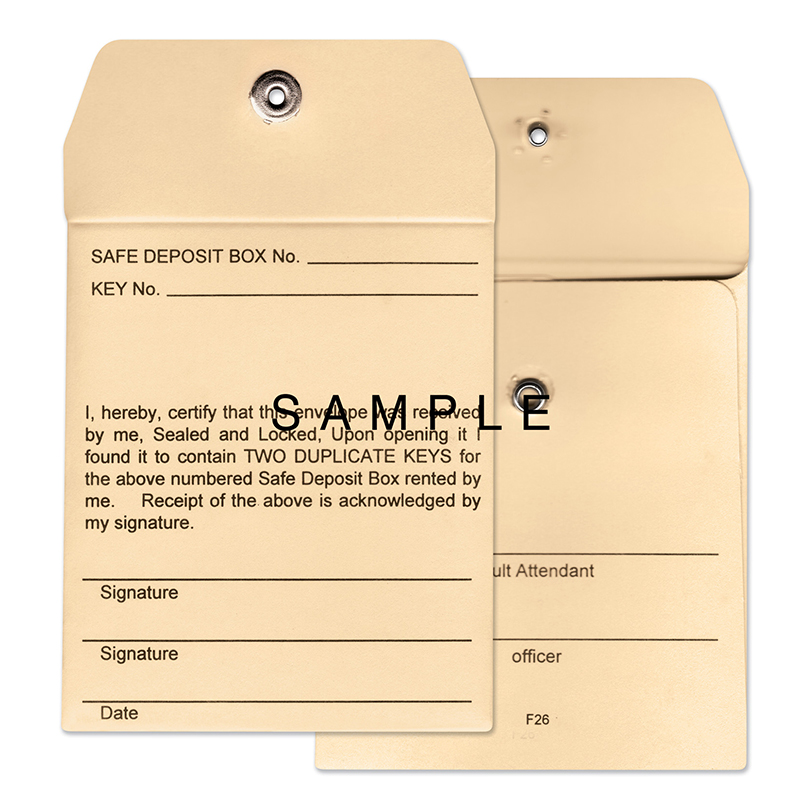 SAFE DEPOSIT BOX No.
KEY No.
I, hereby, certify that this envelope was received
by me, Sealed and Locked, Upon opening it I
found it to contain TWO DUPLICATE KEYS for
the above numbered Safe Deposit Box rented by
me. Receipt of the above is acknowledged by
my signature.
Signature
Signature
Date
SAMPLE
ult Attendant
officer
F26